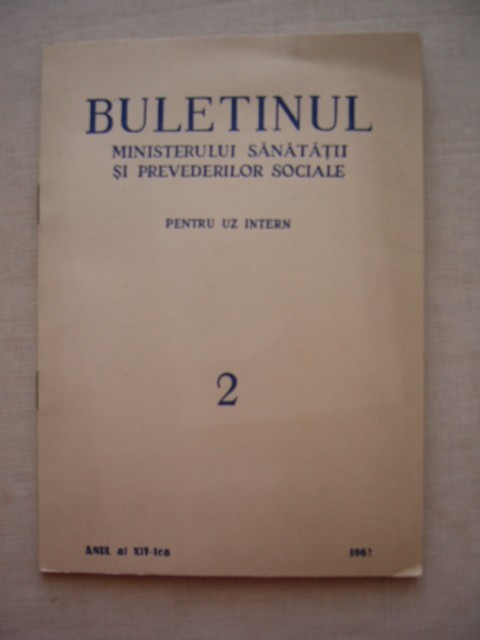 BULETINUL
MINISTERULUI SĂNĂTĂȚII
ȘI PREVEDERILOR SOCIALE
PENTRU UZ INTERN
2
ANUL al XIV-lea